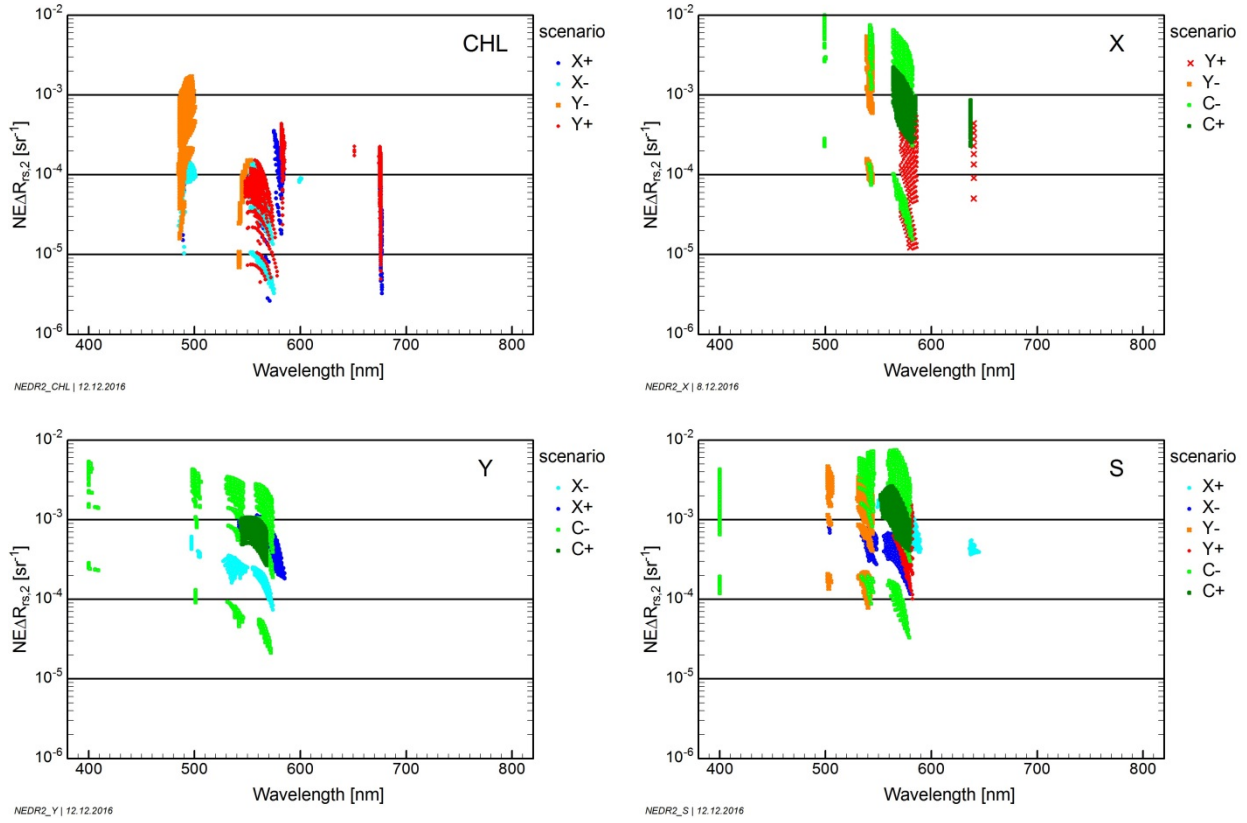 CHL
scenario
X+
X-
Y-
Y+
NEΔR_rs,2 [sr^-1]
10^-2
10^-3
10^-4
10^-5
10^-6
400 500 600 700 800
Wavelength [nm]
NEDR2_CHL | 12.12.2016
X
scenario
Y+
Y-
C-
C+
NEΔR_rs,2 [sr^-1]
10^-2
10^-3
10^-4
10^-5
10^-6
400 500 600 700 800
Wavelength [nm]
NEDR2_X | 8.12.2016
Y
scenario
X-
X+
C-
C+
NEΔR_rs,2 [sr^-1]
10^-2
10^-3
10^-4
10^-5
10^-6
400 500 600 700 800
Wavelength [nm]
NEDR2_Y | 12.12.2016
S
scenario
X+
X-
Y-
Y+
C-
C+
NEΔR_rs,2 [sr^-1]
10^-2
10^-3
10^-4
10^-5
10^-6
400 500 600 700 800
Wavelength [nm]
NEDR2_S | 12.12.2016